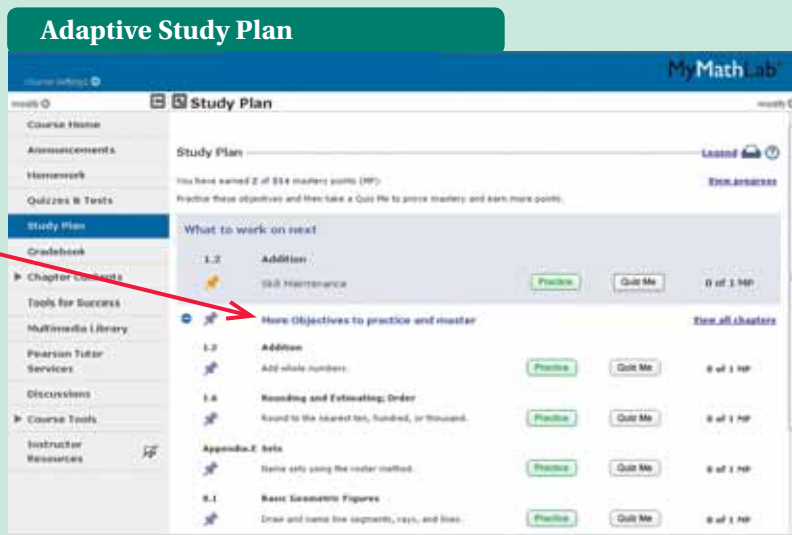 Adaptive Study Plan
MyMathLab
Study Plan
Course Home
Announcements
Homework
Quizzes & Tests
Study Plan
Gradebook
Chapter Contents
Tools for Success
Multimedia Library
Pearson Tutor
Services
Discussions
Course Tools
Instructor
Resources
Study Plan
Legend
You have earned 2 of mastery points (MP).
View progress
Practice these objectives and then take a Quiz Me to prove mastery and earn more points.
What to work on next
1.2 Addition
Skill Maintenance Practice Quiz Me 0 of 1 MP
More Objectives to practice and master View all chapters
1.2 Addition
Add whole numbers. Practice Quiz Me 0 of 1 MP
1.6 Rounding and Estimating; Order
Round to the nearest ten, hundred, or thousand. Practice Quiz Me 0 of 1 MP
Appendix.E Sets
Name sets using the roster method. Practice Quiz Me 0 of 1 MP
Basic Geometric Figures
Draw and name line segments, rays, and lines. Practice Quiz Me 0 of 1 MP